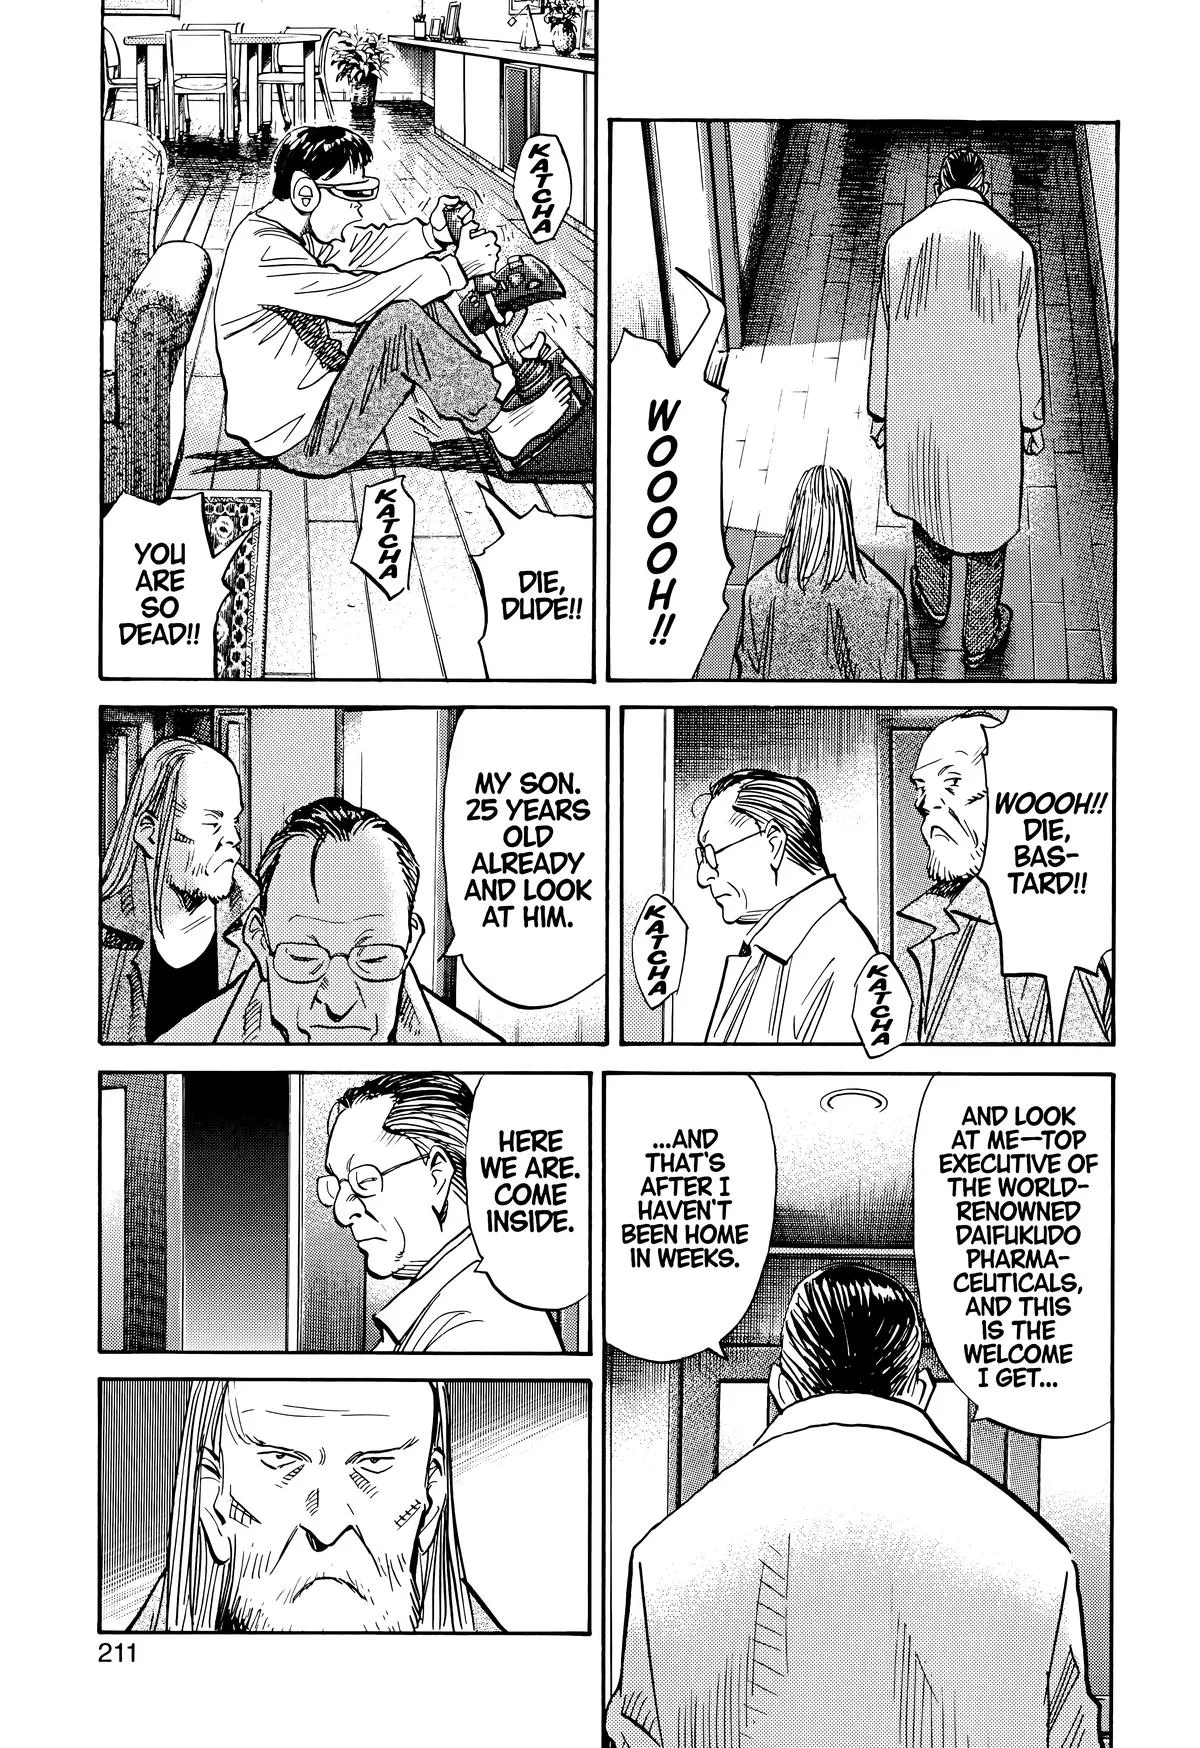 WOOOOH!!
KATCHA
DIE,
DUDE!!
KATCHA
YOU
ARE
SO
DEAD!!
WOOOH!!
DIE,
BAS-
TARD!!
KATCHA
KATCHA
MY SON.
25 YEARS
OLD
ALREADY
AND LOOK
AT HIM.
AND LOOK
AT ME—TOP
EXECUTIVE OF
THE WORLD-
RENOWNED
DAIFUKUDO
PHARMA-
CEUTICALS,
AND THIS
IS THE
WELCOME
I GET...
...AND
THAT'S
AFTER I
HAVEN'T
BEEN HOME
IN WEEKS.
HERE
WE ARE.
COME
INSIDE.
211